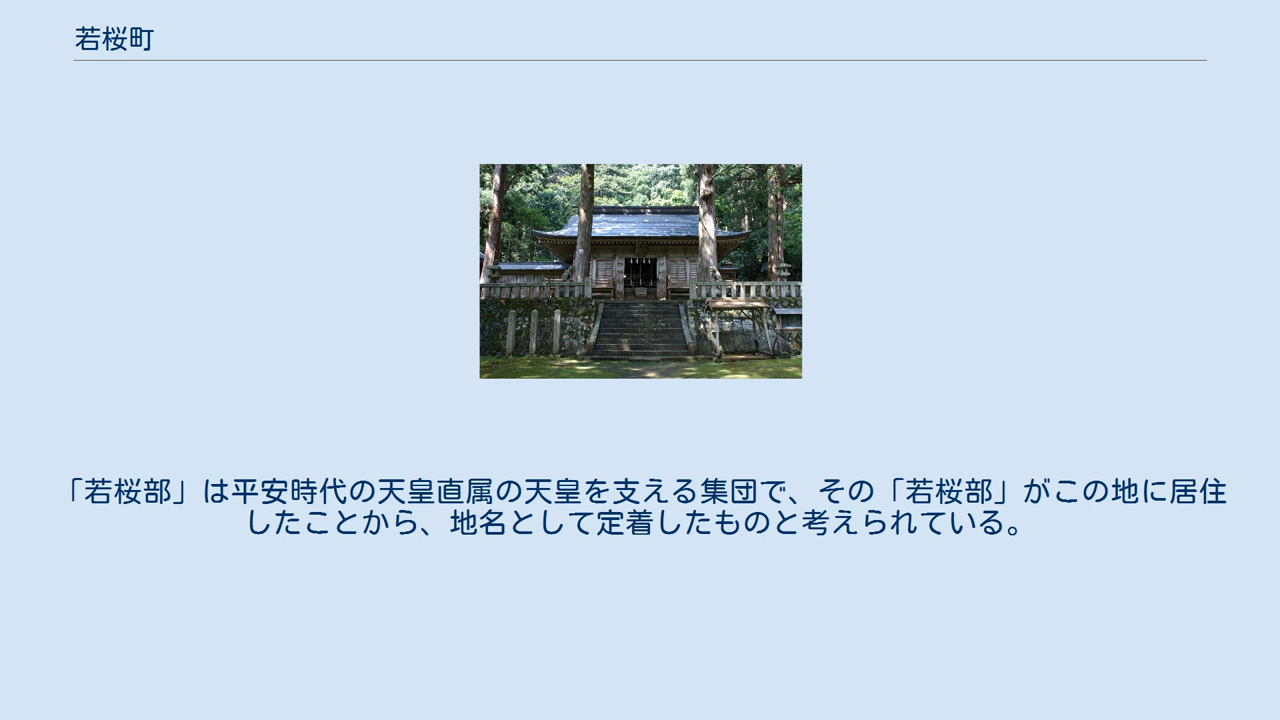 若桜町
「若桜部」は平安時代の天皇直属の天皇を支える集団で、その「若桜部」がこの地に居住
したことから、地名として定着したものと考えられている。